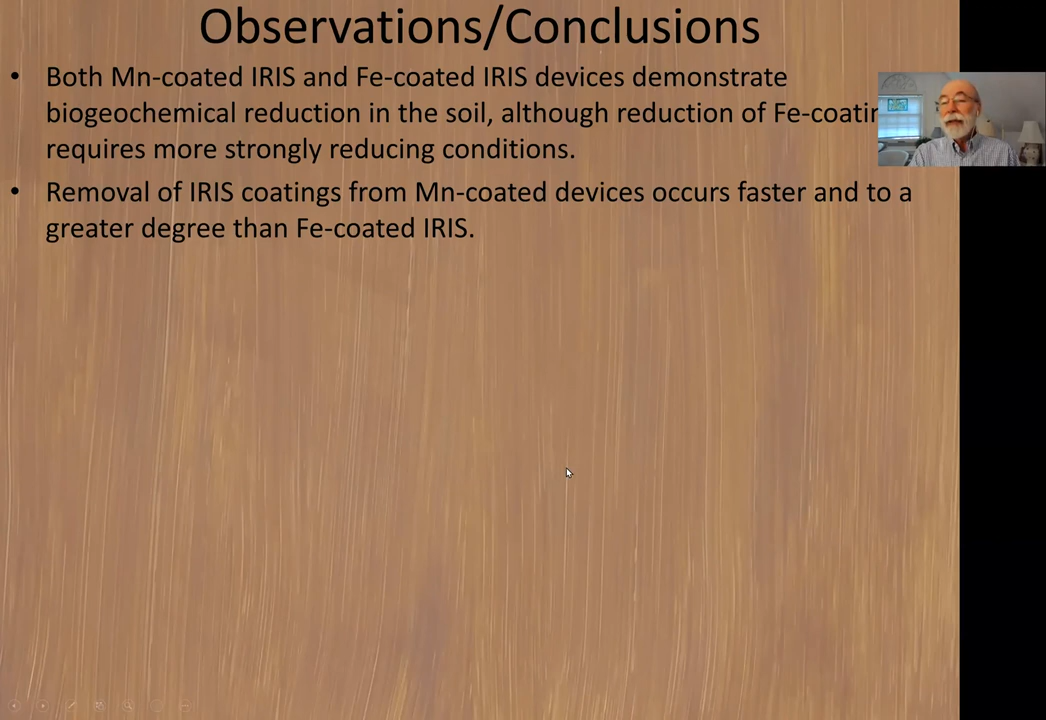 Observations/Conclusions
• Both Mn-coated IRIS and Fe-coated IRIS devices demonstrate
biogeochemical reduction in the soil, although reduction of
requires more strongly reducing conditions.
• Removal of IRIS coatings from Mn-coated devices occurs faster and to a
greater degree than Fe-coated IRIS.